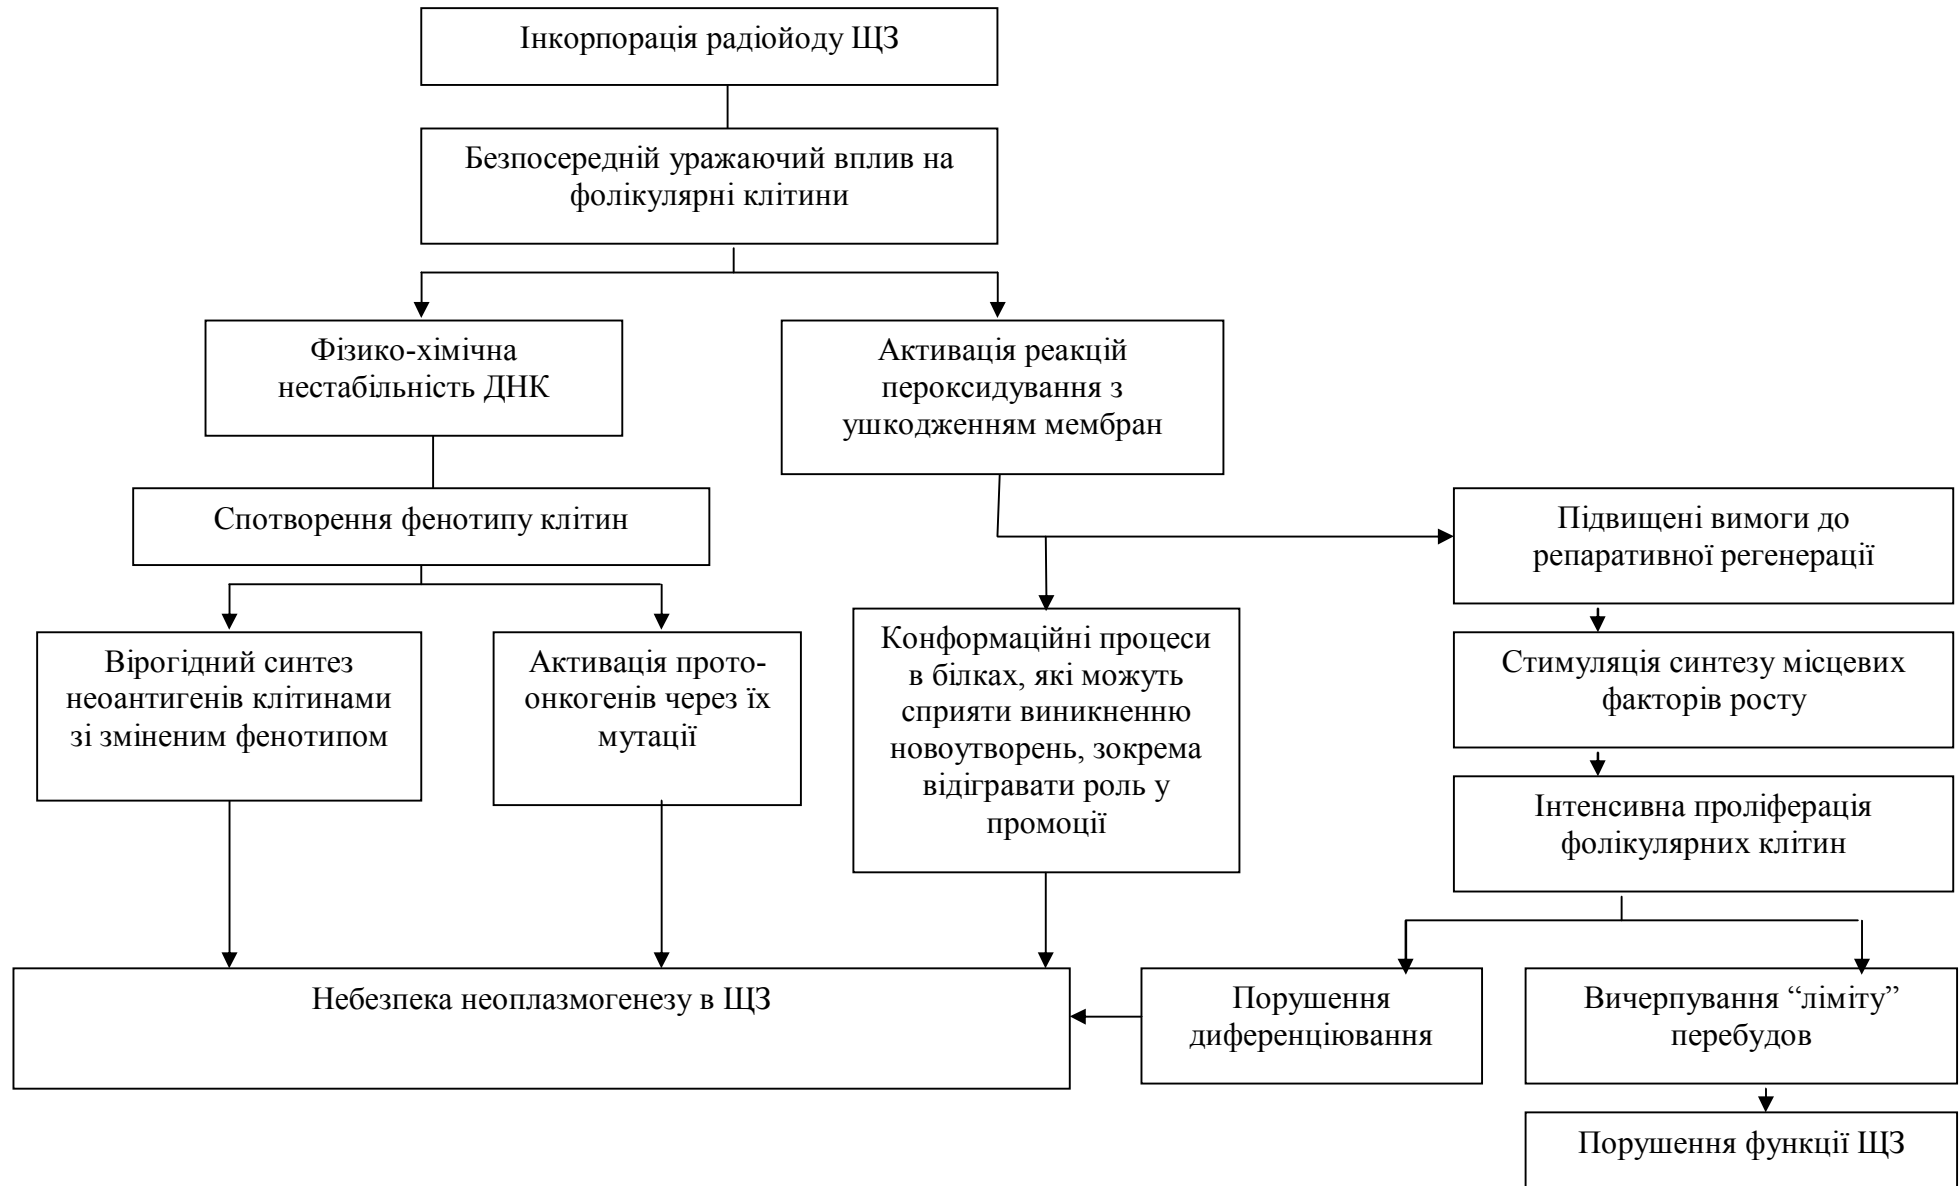 Інкорпорація радіойоду ЩЗ
Безпосередній уражаючий вплив на
фолікулярні клітини
Фізико-хімічна
нестабільність ДНК
Активація реакцій
пероксидування з
ушкодженням мембран
Спотворення фенотипу клітин
Підвищені вимоги до
репаративної регенерації
Вірогідний синтез
неоантигенів клітинами
зі зміненим фенотипом
Активація прото-
онкогенів через їх
мутації
Конформаційні процеси
в білках, які можуть
сприяти виникненню
новоутворень, зокрема
відігравати роль у
промоції
Стимуляція синтезу місцевих
факторів росту
Інтенсивна проліферація
фолікулярних клітин
Небезпека неоплазмогенезу в ЩЗ
Порушення
диференціювання
Вичерпування “ліміту”
перебудов
Порушення функції ЩЗ